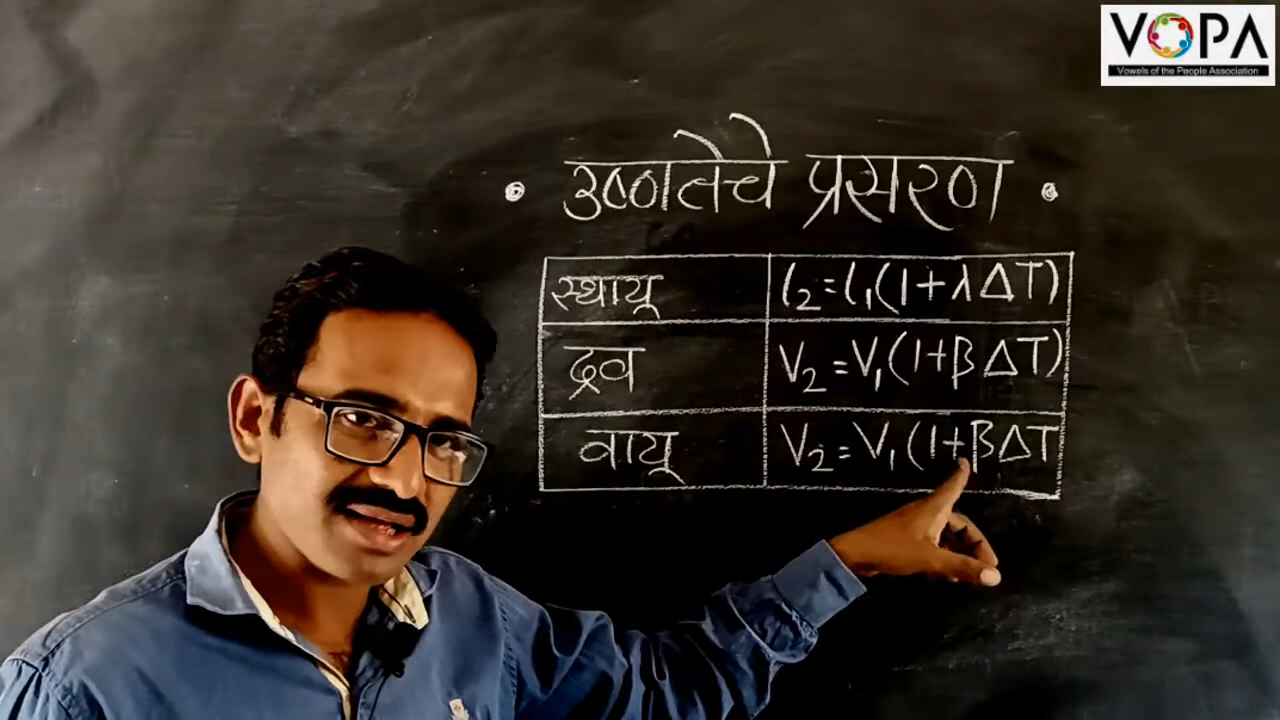 VOPA
Vowels of the People Association
• उष्णतेचे प्रसरण •
स्थायू l₂=l₁(1+λΔT)
द्रव V₂=V₁(1+βΔT)
वायू V₂=V₁(1+βΔT